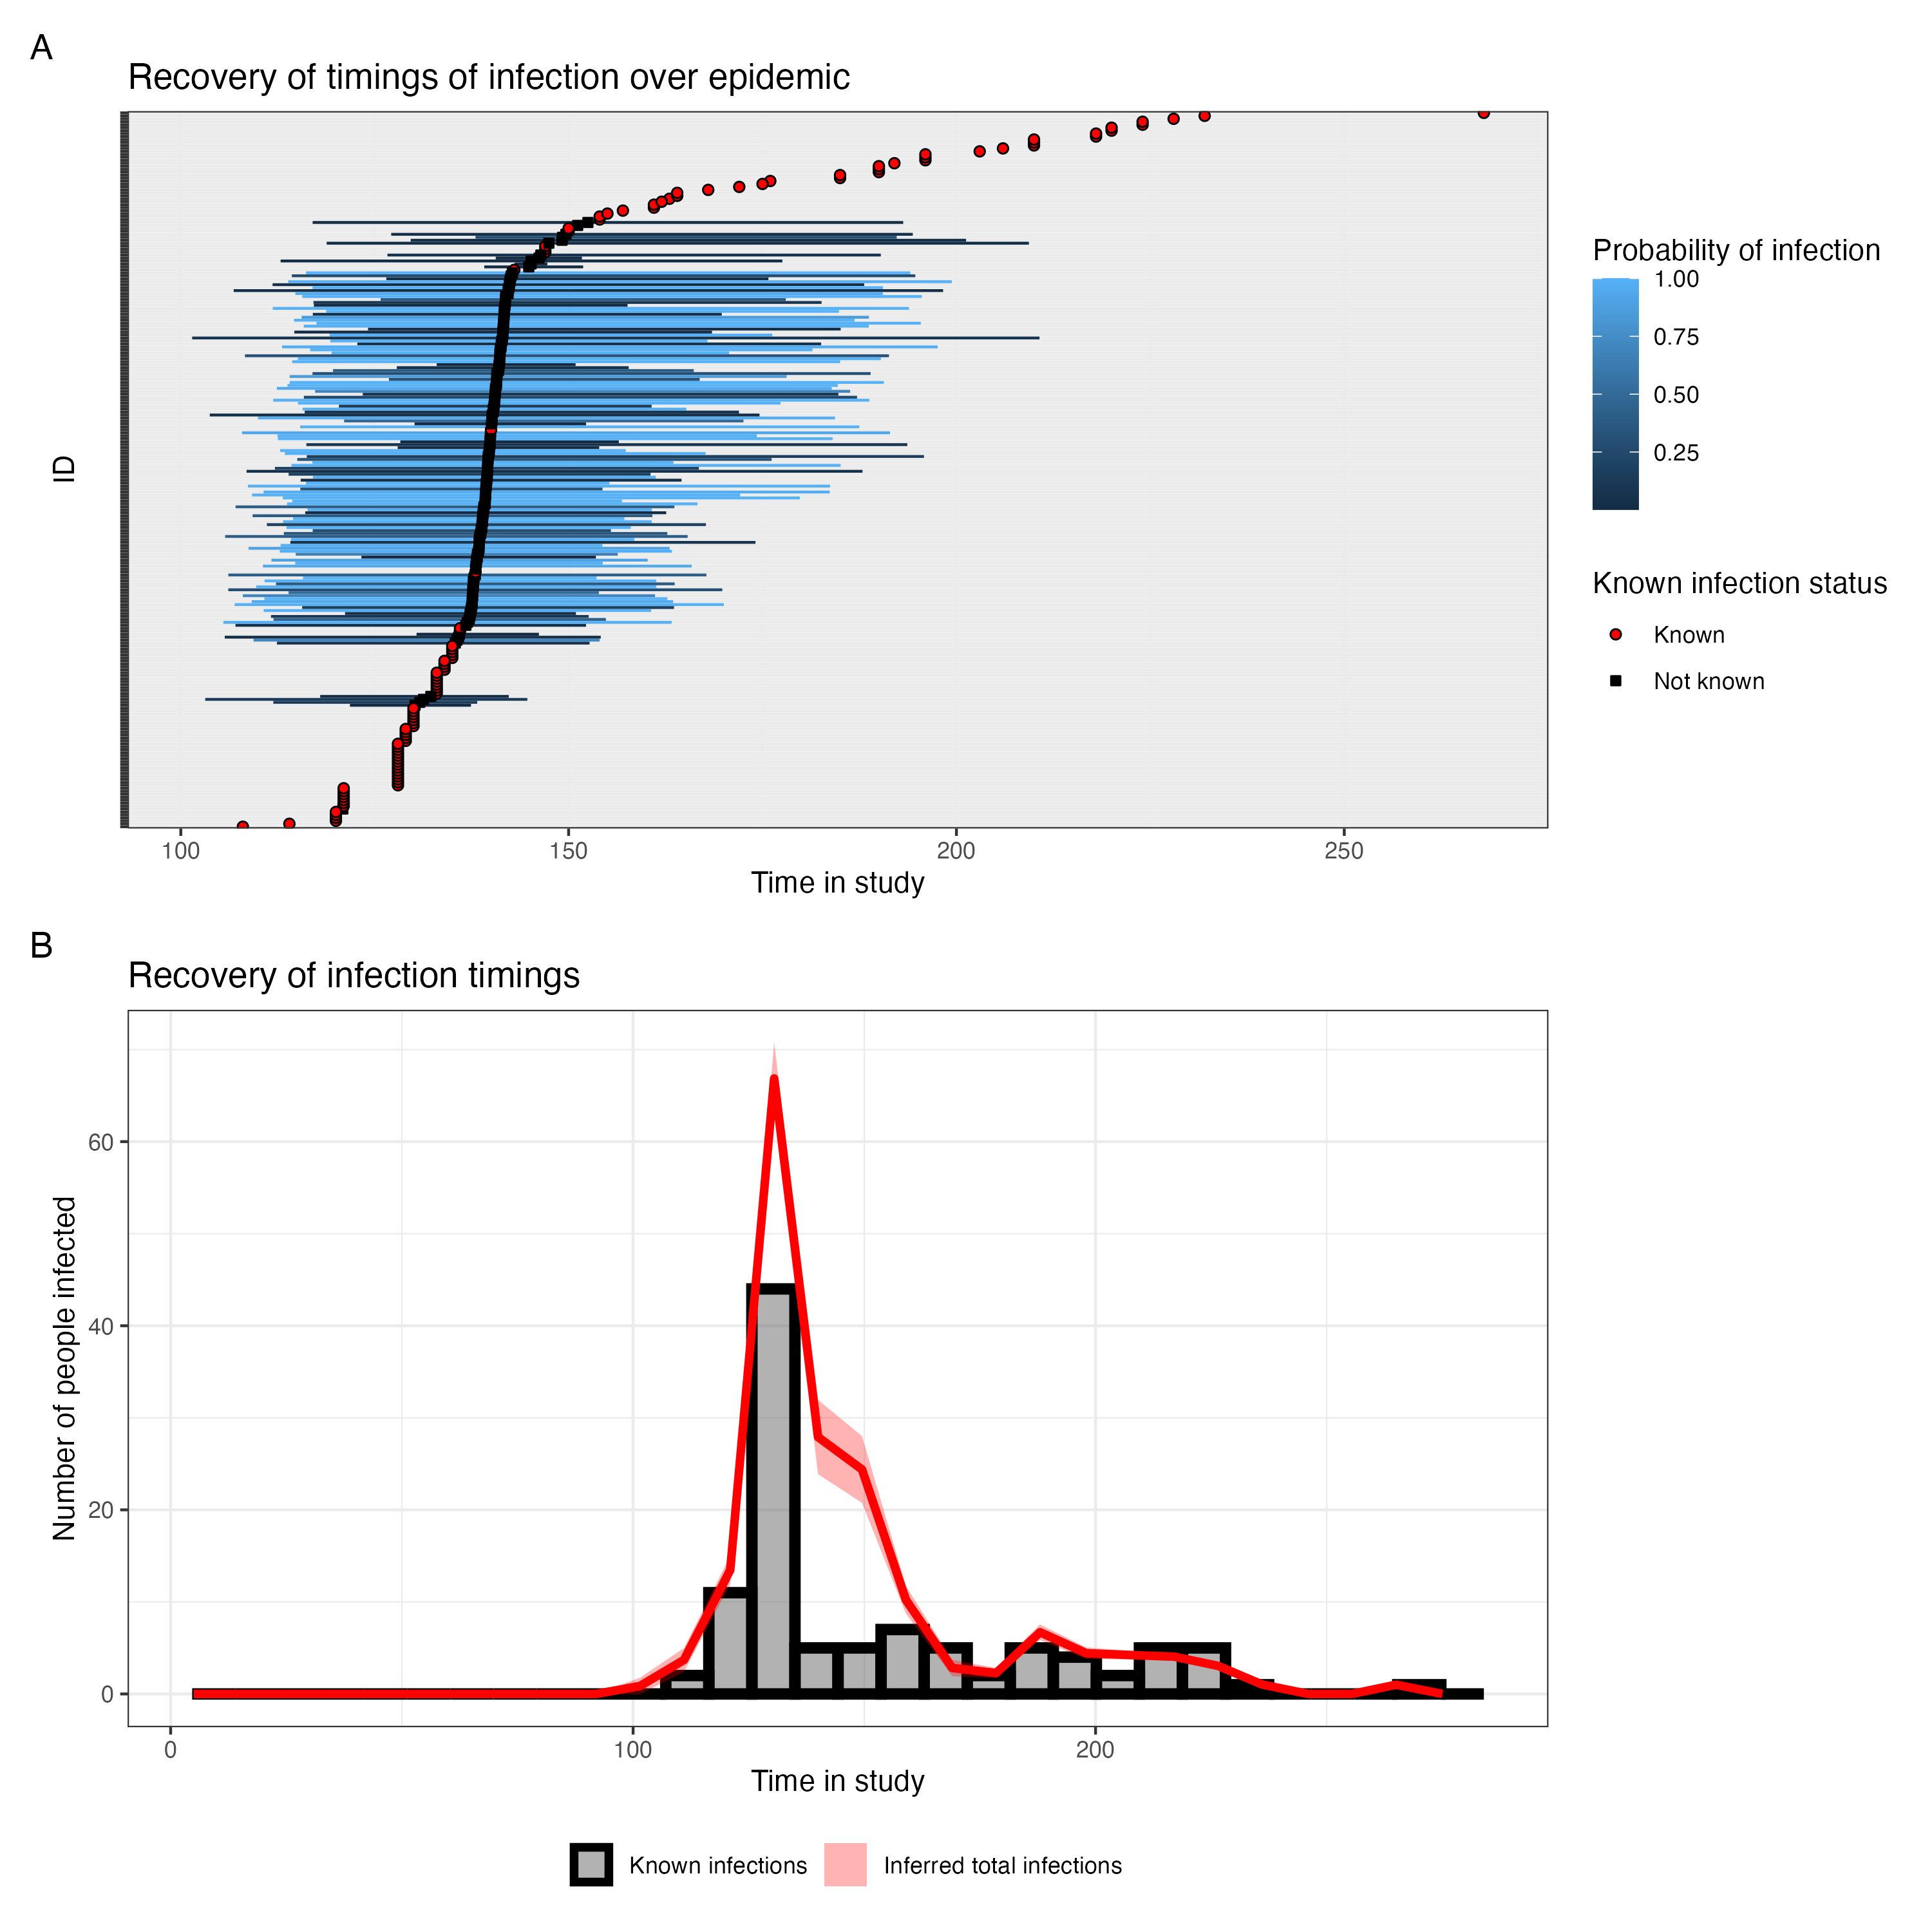 A
Recovery of timings of infection over epidemic
ID
100
150
200
250
Time in study
Probability of infection
1.00
0.75
0.50
0.25
Known infection status
Known
Not known
B
Recovery of infection timings
Number of people infected
60
40
20
0
0
100
200
Time in study
Known infections
Inferred total infections